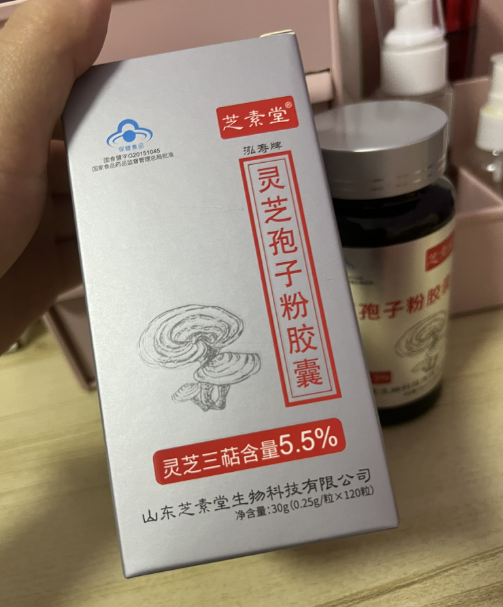 保健食品
国食健字G20151045
国家食品药品监督管理总局批准
芝素堂®
泓寿牌
灵芝孢子粉胶囊
灵芝三萜含量5.5%
山东芝素堂生物科技有限公司
净含量:30g(0.25g/粒×120粒)
芝素堂
孢子粉胶囊